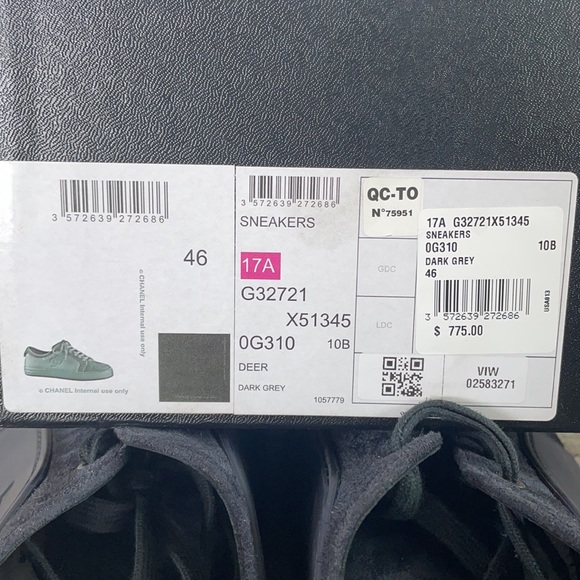 3 572639 272686
46
© CHANEL Internal use only
© CHANEL Internal use only
3 572639 272686
SNEAKERS
17A
G32721
X51345
0G310 10B
DEER
DARK GREY
1057779
QC-TO
N°75951
GDC
LDC
17A G32721X51345
SNEAKERS
0G310 10B
DARK GREY
46
3 572639 272686
$ 775.00
USA013
VIW
02583271